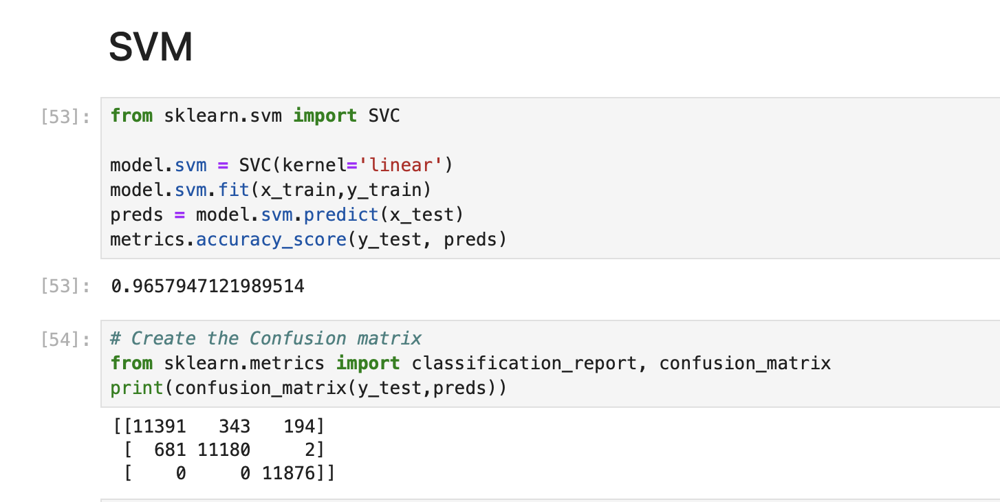 SVM
[53]:
from sklearn.svm import SVC
model.svm = SVC(kernel='linear')
model.svm.fit(x_train,y_train)
preds = model.svm.predict(x_test)
metrics.accuracy_score(y_test, preds)
[53]: 0.9657947121989514
[54]:
# Create the Confusion matrix
from sklearn.metrics import classification_report, confusion_matrix
print(confusion_matrix(y_test,preds))
[[11391   343   194]
 [  681 11180     2]
 [    0     0 11876]]